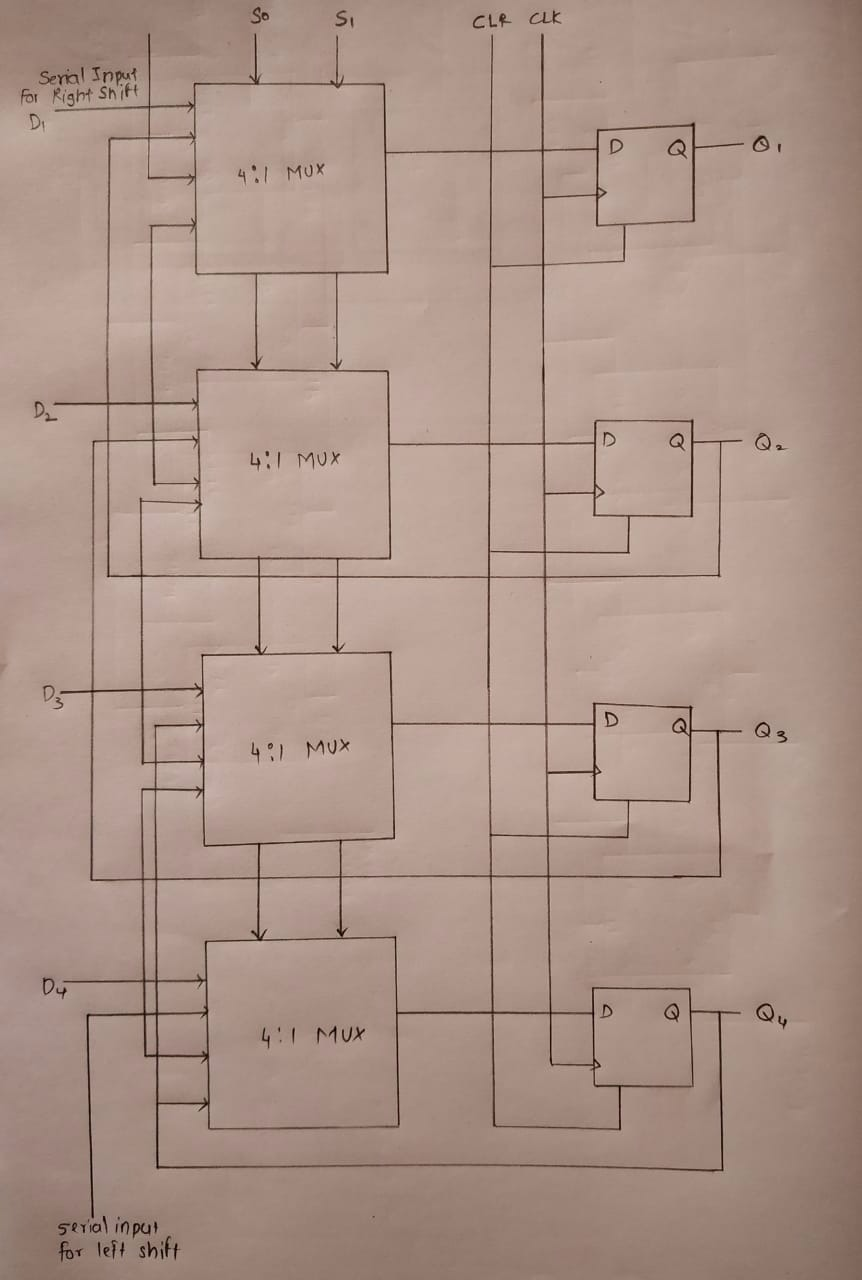 S0 S1 CLR CLK
Serial Input
For Right Shift
D1
4:1 MUX
D Q Q1
D2
4:1 MUX
D Q Q2
D3
4:1 MUX
D Q Q3
D4
4:1 MUX
D Q Q4
serial input
for left shift